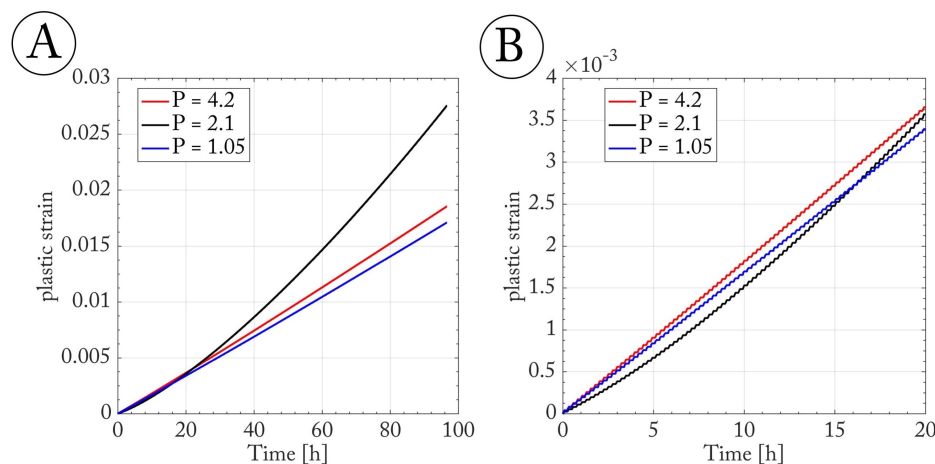 A
0.03
0.025
0.02
0.015
0.01
0.005
0
plastic strain
P = 4.2
P = 2.1
P = 1.05
0 20 40 60 80 100
Time [h]
B
×10⁻³
4
3.5
3
2.5
2
1.5
1
0.5
0
plastic strain
P = 4.2
P = 2.1
P = 1.05
0 5 10 15 20
Time [h]